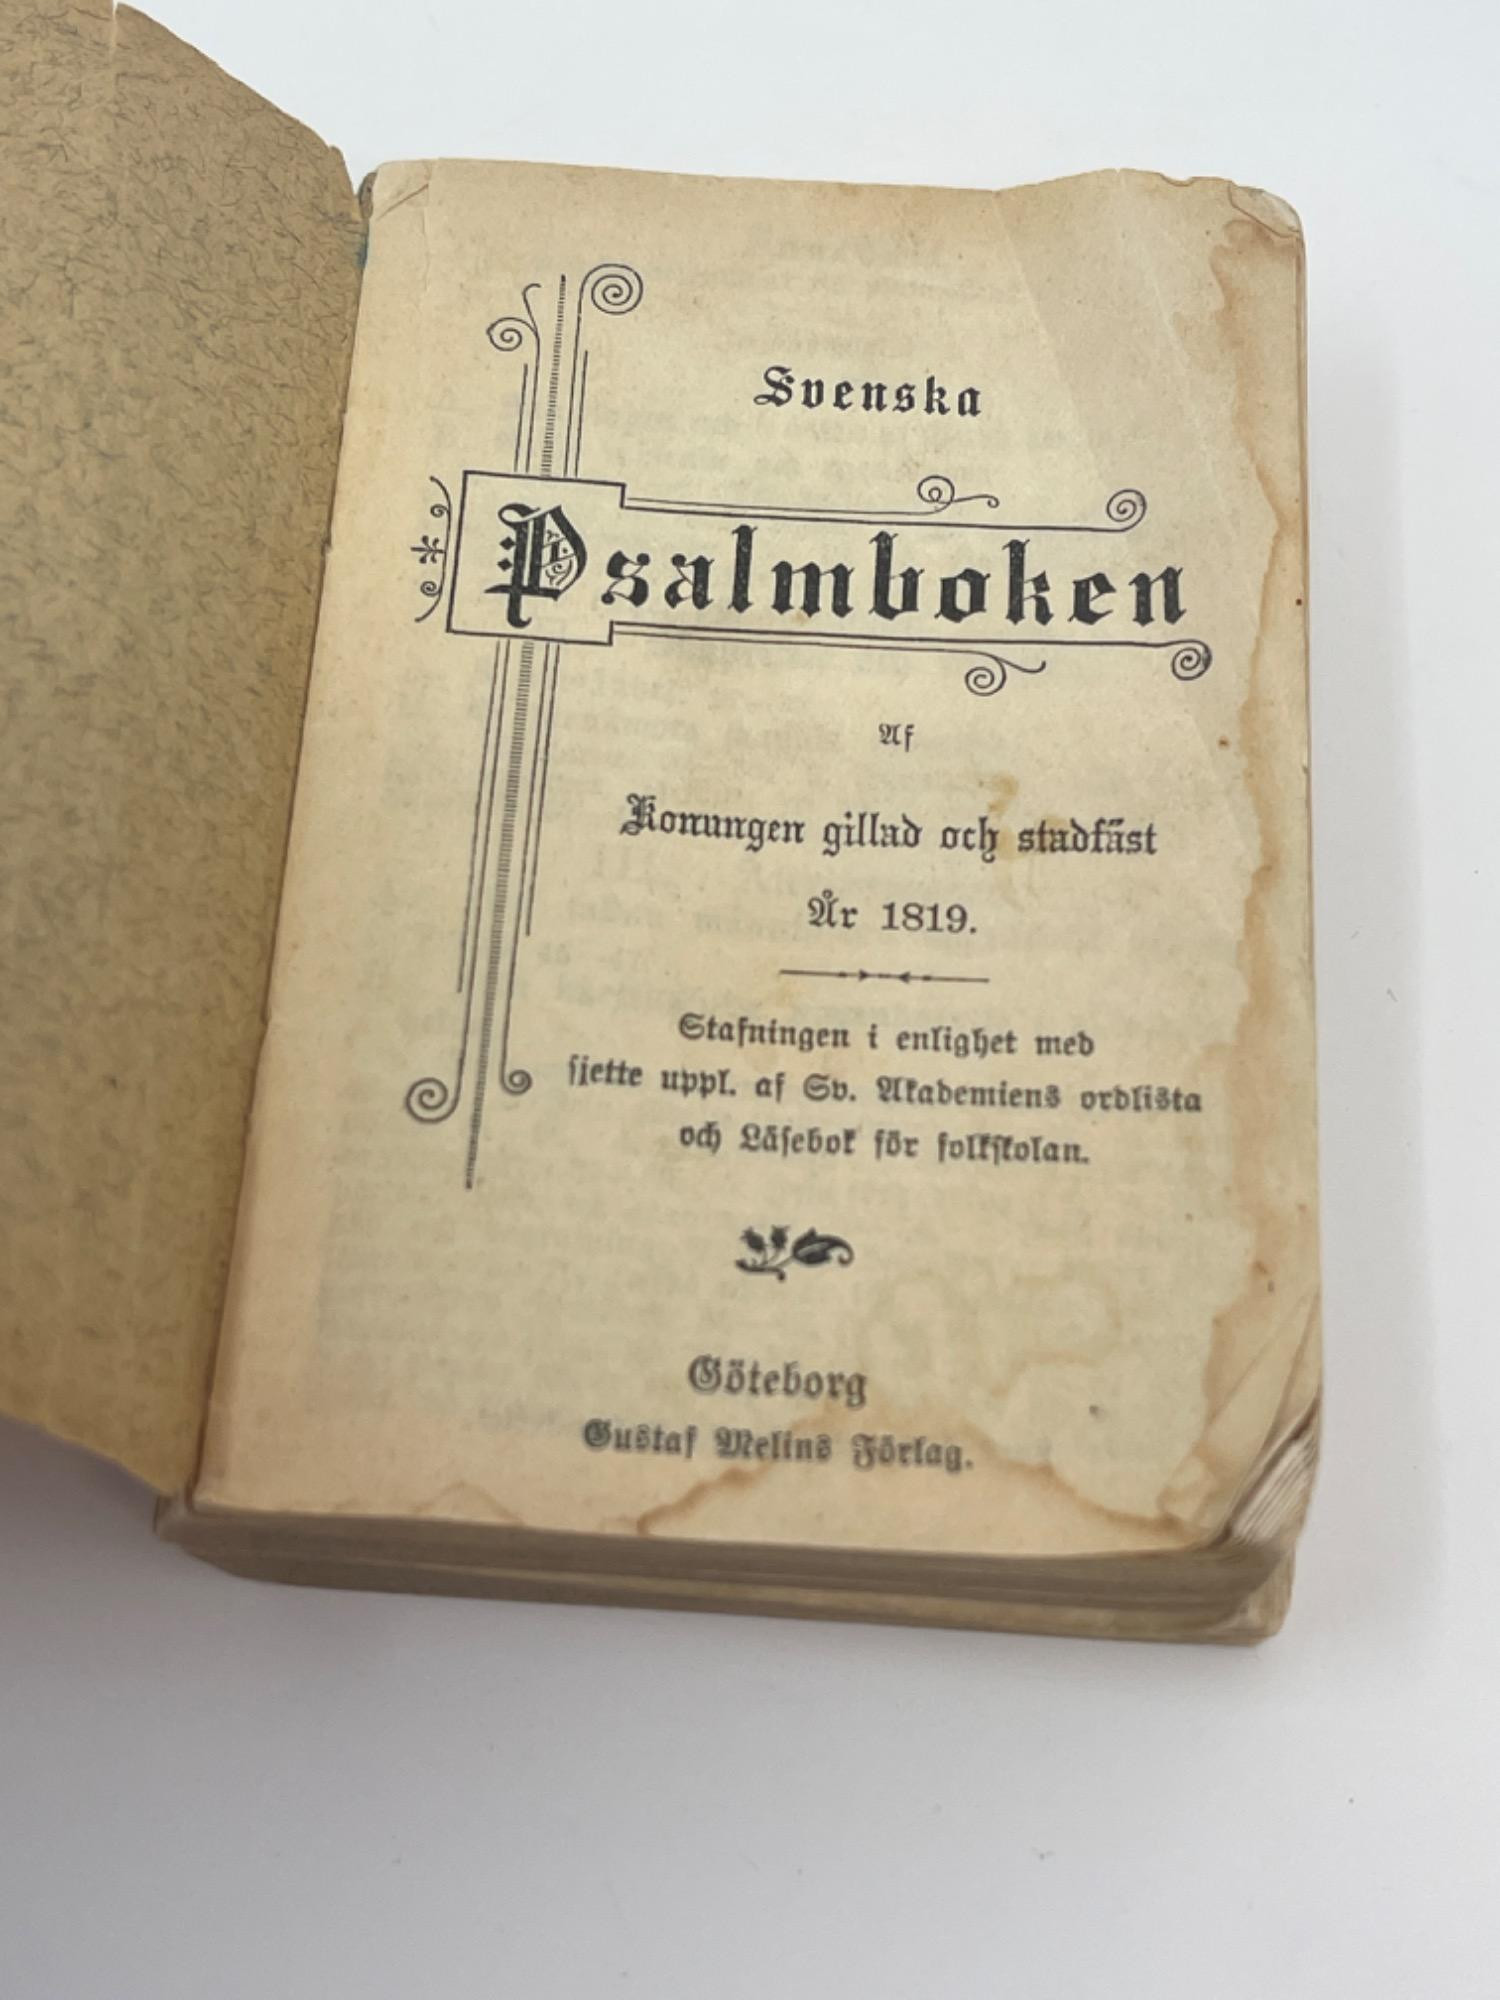 Svenska
Psalmboken
Af
Konungen gillad och stadfäst
År 1819.
Stafningen i enlighet med
sjette uppl. af Sv. Akademiens ordlista
och Läsebok för folkskolan.
Göteborg
Gustaf Melins Förlag.